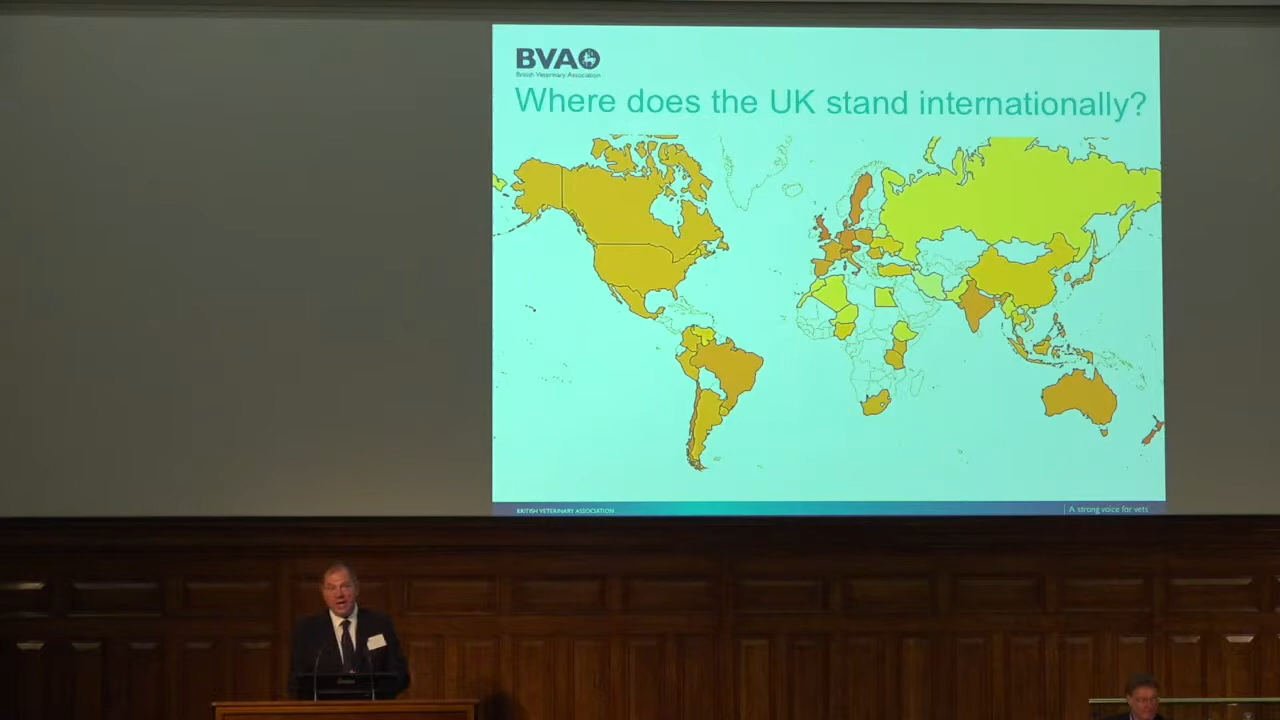 BVA
British Veterinary Association
Where does the UK stand internationally?
BRITISH VETERINARY ASSOCIATION
A strong voice for vets